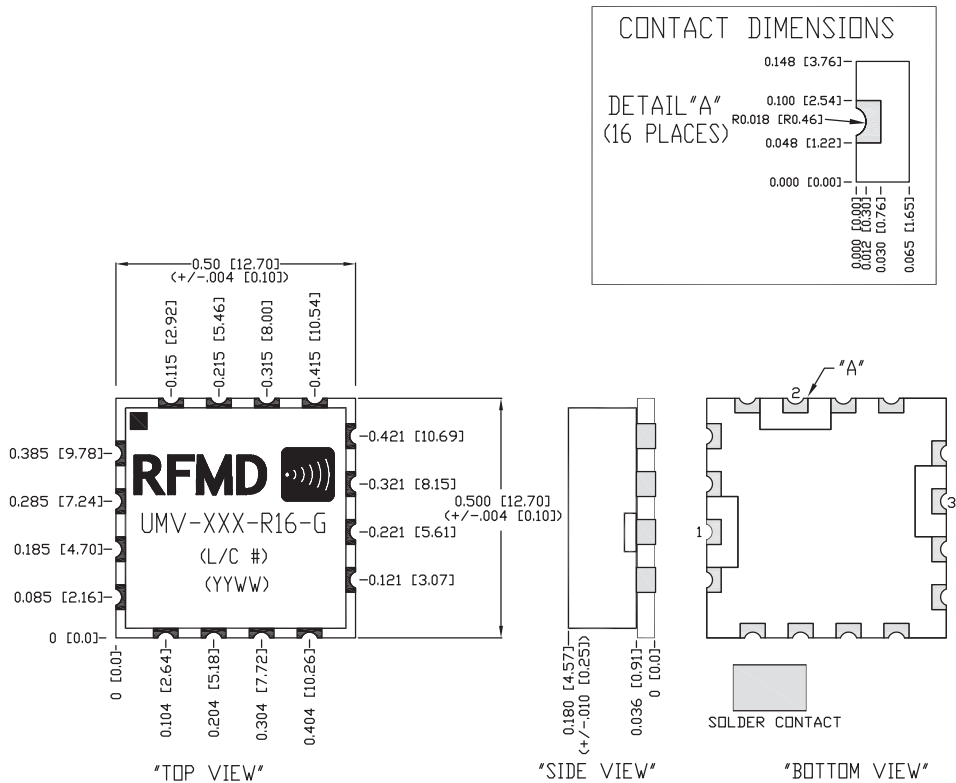 CONTACT DIMENSIONS
0.148 [3.76]
DETAIL"A"
(16 PLACES)
0.100 [2.54]
R0.018 [R0.46]
0.048 [1.22]
0.000 [0.00]
0.000 [0.00]
0.012 [0.30]
0.030 [0.76]
0.065 [1.65]
0.50 [12.70]
(+/-.004 [0.10])
0.115 [2.92]
0.215 [5.46]
0.315 [8.00]
0.415 [10.54]
0.385 [9.78]
0.285 [7.24]
0.185 [4.70]
0.085 [2.16]
0 [0.0]
RFMD
UMV-XXX-R16-G
(L/C #)
(YYWW)
0.421 [10.69]
0.321 [8.15]
0.221 [5.61]
0.121 [3.07]
0.500 [12.70]
(+/-.004 [0.10])
0 [0.0]
0.104 [2.64]
0.204 [5.18]
0.304 [7.72]
0.404 [10.26]
"TOP VIEW"
0.180 [4.57]
(+/-.010 [0.25])
0.036 [0.91]
0 [0.0]
"SIDE VIEW"
"A"
2
1
3
SOLDER CONTACT
"BOTTOM VIEW"